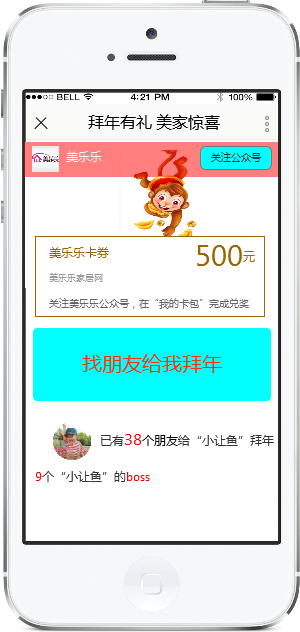 BELL 4:21 PM 100%
拜年有礼 美家惊喜
美乐乐 关注公众号
美乐乐卡劵 500元
美乐乐家居网
关注美乐乐公众号，在“我的卡包”完成兑奖
找朋友给我拜年
已有38个朋友给“小让鱼”拜年
9个“小让鱼”的boss